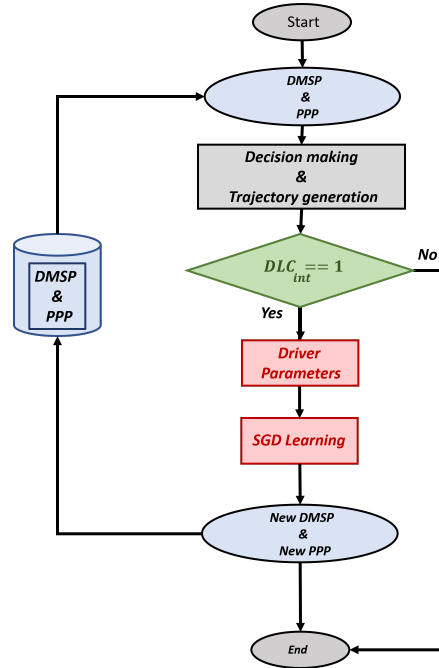 Start
DMSP
&
PPP
Decision making
&
Trajectory generation
DLC_int == 1
No
Yes
DMSP
&
PPP
Driver
Parameters
SGD Learning
New DMSP
&
New PPP
End